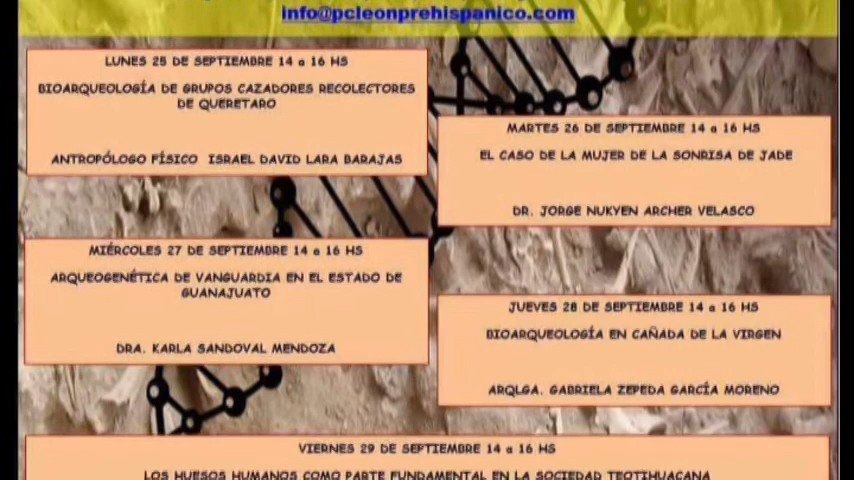 info@pcleonprehispanico.com
LUNES 25 DE SEPTIEMBRE 14 a 16 HS
BIOARQUEOLOGÍA DE GRUPOS CAZADORES RECOLECTORES
DE QUERETARO
ANTROPÓLOGO FÍSICO ISRAEL DAVID LARA BARAJAS
MARTES 26 DE SEPTIEMBRE 14 a 16 HS
EL CASO DE LA MUJER DE LA SONRISA DE JADE
DR. JORGE NUKYEN ARCHER VELASCO
MIÉRCOLES 27 DE SEPTIEMBRE 14 a 16 HS
ARQUEOGENÉTICA DE VANGUARDIA EN EL ESTADO DE
GUANAJUATO
DRA. KARLA SANDOVAL MENDOZA
JUEVES 28 DE SEPTIEMBRE 14 a 16 HS
BIOARQUEOLOGÍA EN CAÑADA DE LA VIRGEN
ARQLGA. GABRIELA ZEPEDA GARCÍA MORENO
VIERNES 29 DE SEPTIEMBRE 14 a 16 HS
LOS HUESOS HUMANOS COMO PARTE FUNDAMENTAL EN LA SOCIEDAD TEOTIHUACANA